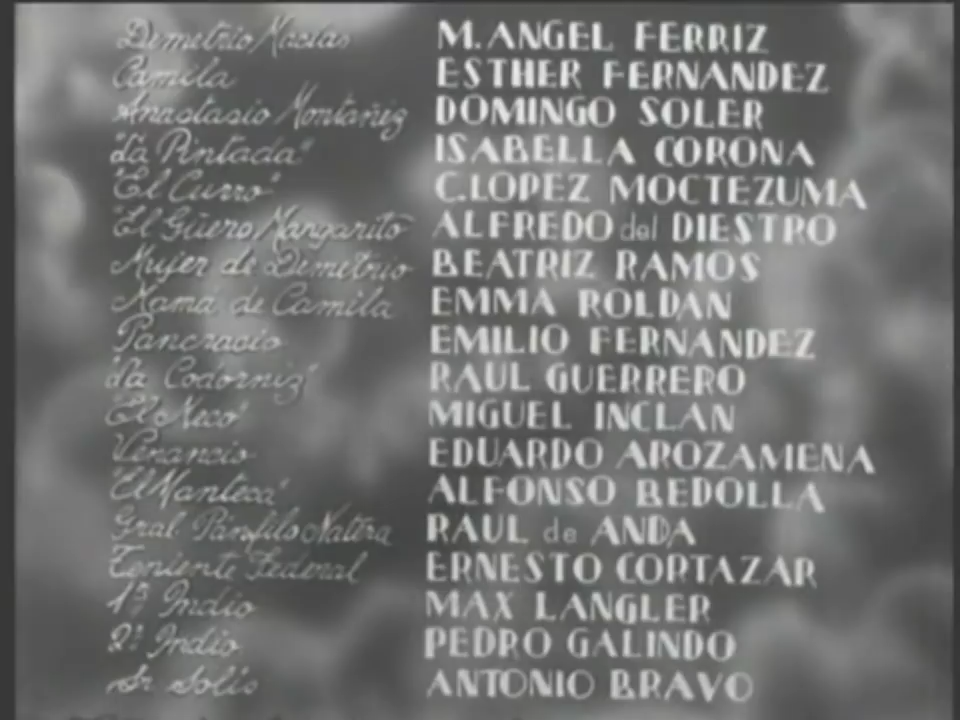 Demetrio Macías M. ANGEL FERRIZ
Camila ESTHER FERNANDEZ
Anastasio Montañez DOMINGO SOLER
"La Pintada" ISABELLA CORONA
"El Curro" C. LOPEZ MOCTEZUMA
"El Güero Margarito" ALFREDO del DIESTRO
Mujer de Demetrio BEATRIZ RAMOS
Mamá de Camila EMMA ROLDAN
Pancracio EMILIO FERNANDEZ
"La Codorniz" RAUL GUERRERO
"El Meco" MIGUEL INCLAN
Venancio EDUARDO AROZAMENA
"El Manteca" ALFONSO BEDOLLA
Gral. Pánfilo Natera RAUL de ANDA
Teniente Federal ERNESTO CORTAZAR
1er Indio MAX LANGLER
2º Indio PEDRO GALINDO
Sr Solís ANTONIO BRAVO